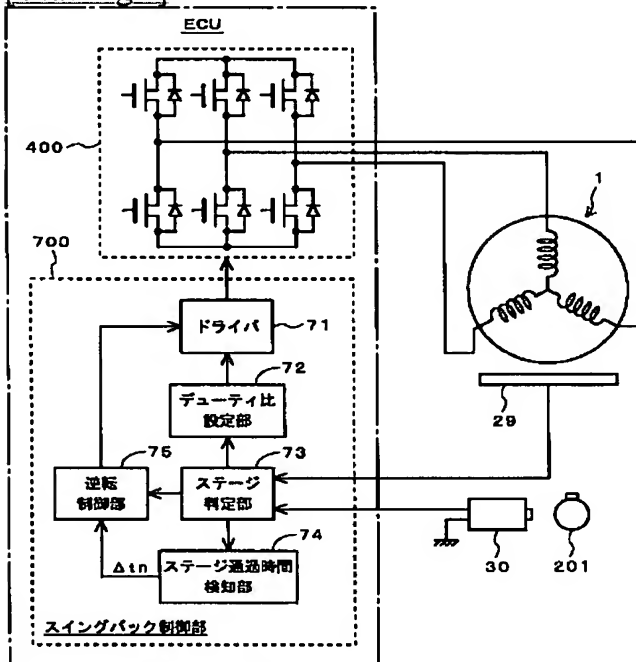 ECU
400
1
700
ドライバ
71
72
デューティ比
設定部
29
75
73
逆転
制御部
ステージ
判定部
74
30
201
Δtn
ステージ通過時間
検知部
スイングバック制御部